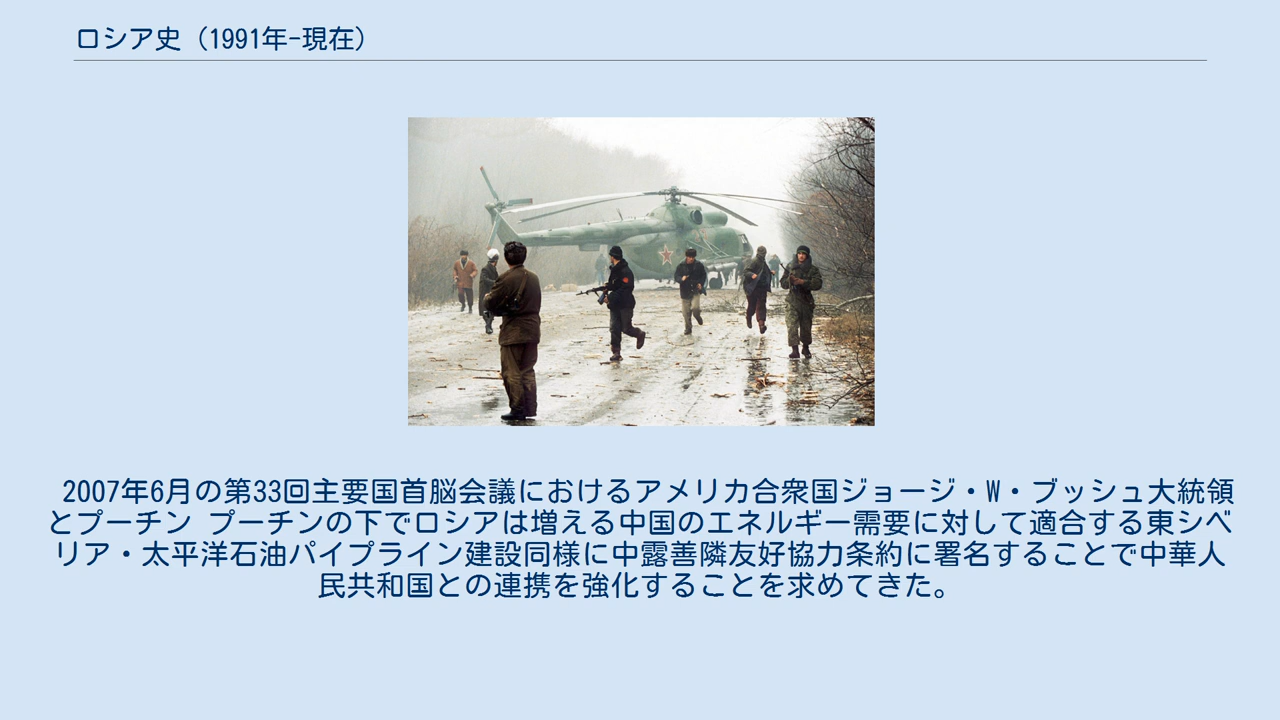 ロシア史（1991年-現在）
2007年6月の第33回主要国首脳会議におけるアメリカ合衆国ジョージ・W・ブッシュ大統領
とプーチン プーチンの下でロシアは増える中国のエネルギー需要に対して適合する東シベ
リア・太平洋石油パイプライン建設同様に中露善隣友好協力条約に署名することで中華人
民共和国との連携を強化することを求めてきた。